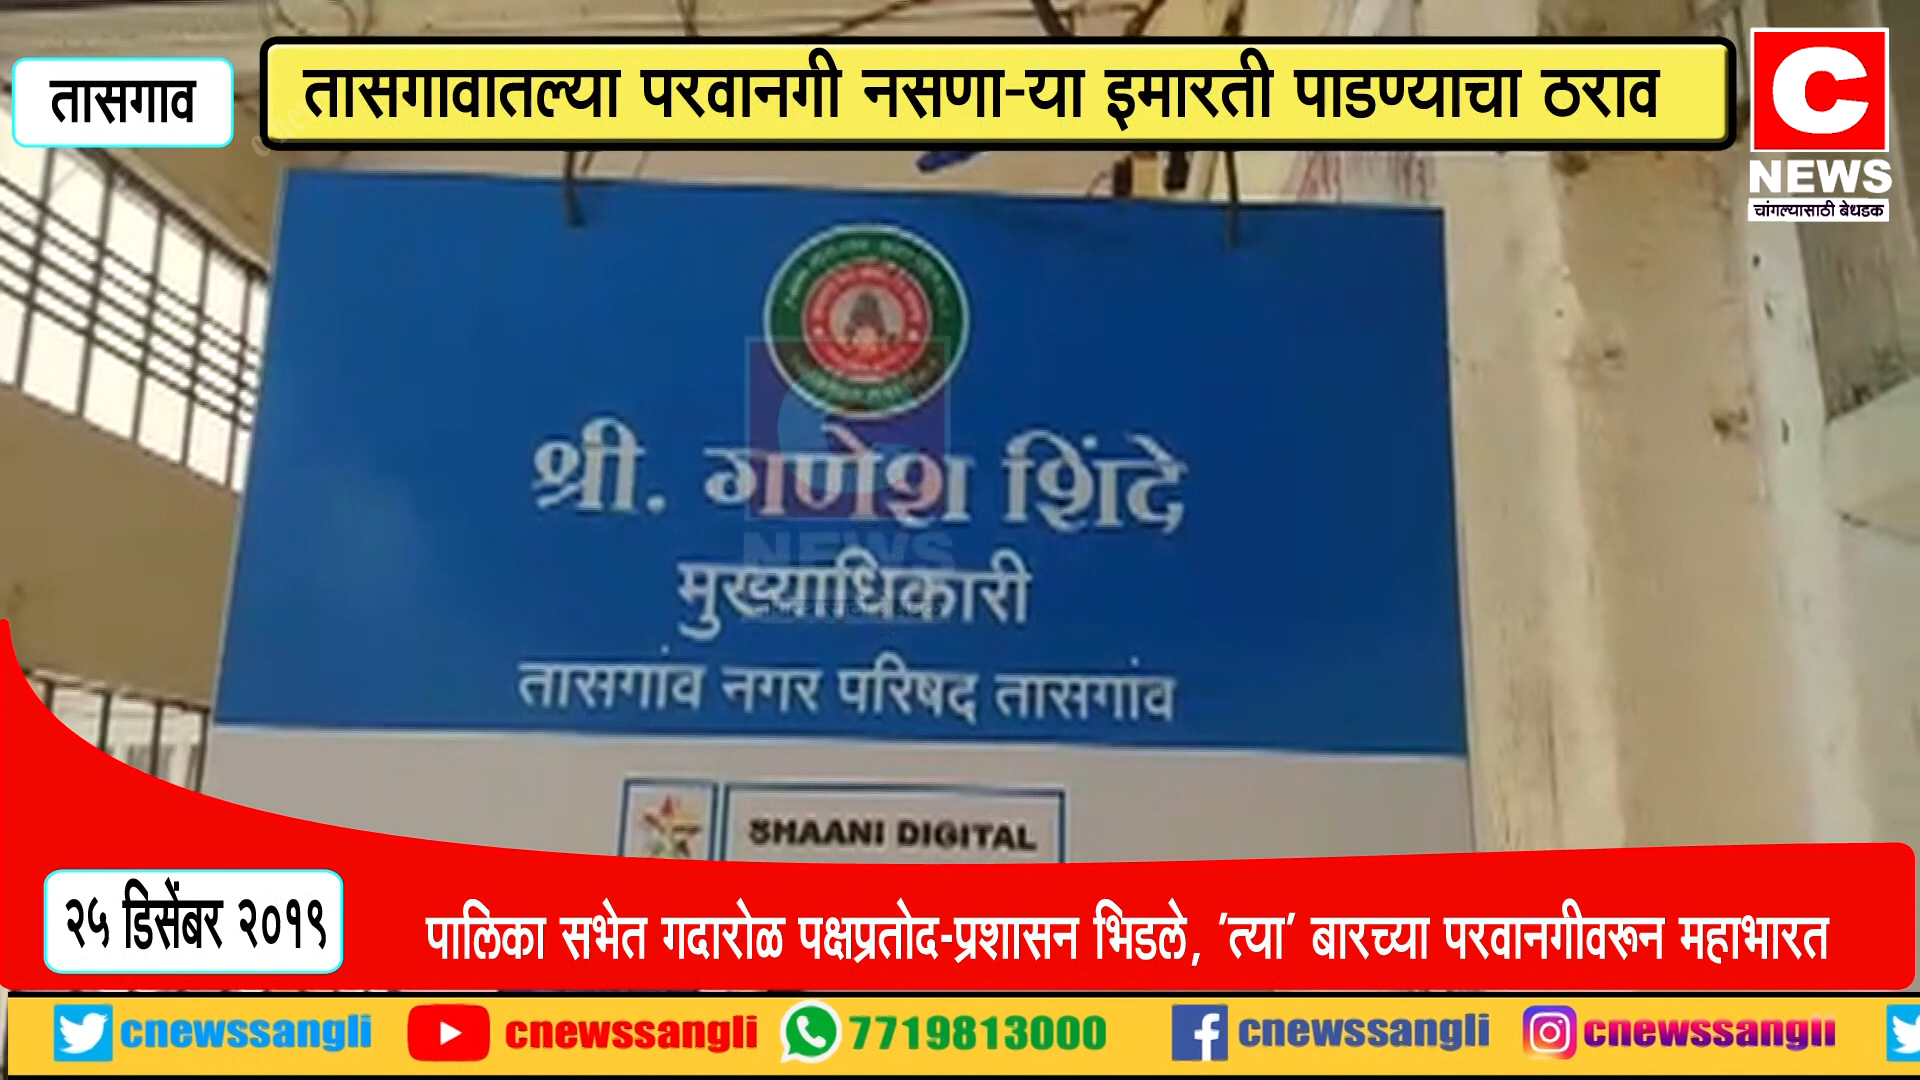 तासगाव
तासगावातल्या परवानगी नसणा-या इमारती पाडण्याचा ठराव
C
NEWS
चांगल्यासाठी बेधडक
श्री. गणेश शिंदे
मुख्याधिकारी
तासगांव नगर परिषद तासगांव
SHAANI DIGITAL
२५ डिसेंबर २०१९
पालिका सभेत गदारोळ पक्षप्रतोद-प्रशासन भिडले, 'त्या' बारच्या परवानगीवरून महाभारत
cnewssangli cnewssangli 7719813000 cnewssangli cnewssangli